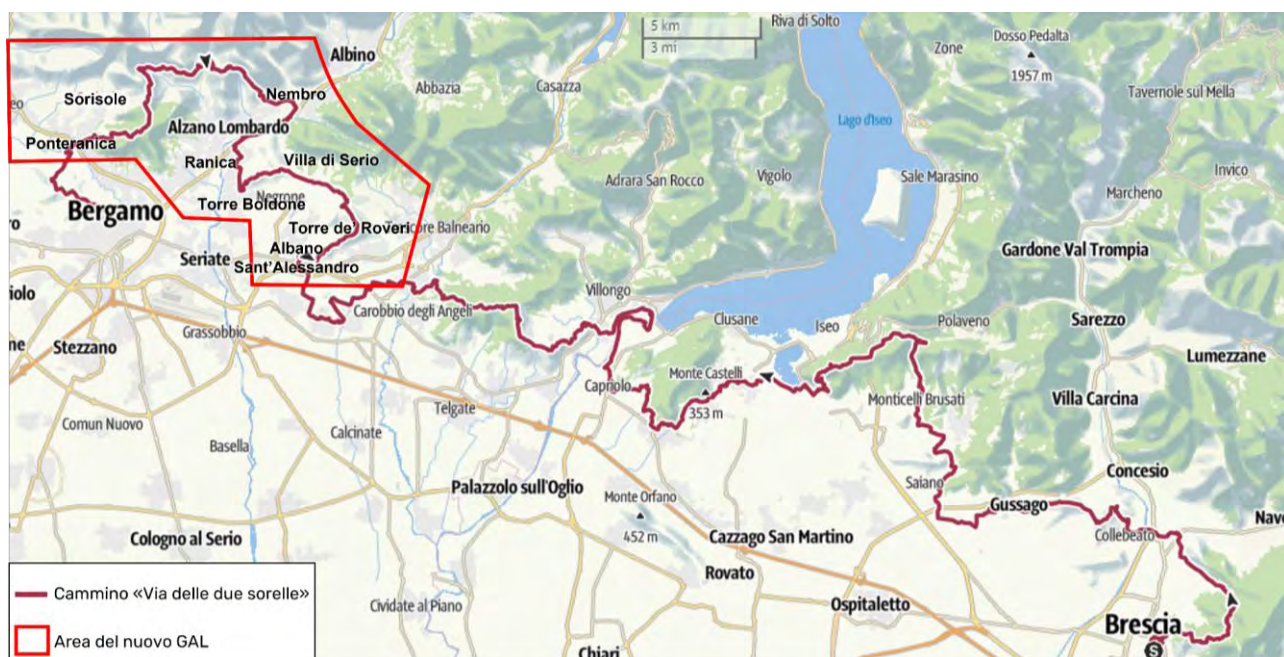 5 km
3 mi
Riva di Solto
Zone
Dosso Pedalta
1957 m
Albino
Abbazia
Casazza
Tavernole sul Mella
Sorisole
Nembro
Alzano Lombardo
Lago d'Iseo
Ponteranica
Ranica
Villa di Serio
Adrara San Rocco
Vigolo
Sale Marasino
Invico
Marcheno
Negrone
Bergamo
Torre Boldone
Torre de' Roveri
Balneario
Albano
Sant'Alessandro
Seriate
Gardone Val Trompia
Villongo
Carobbio degli Angeli
Clusane
Iseo
Polaveno
Sarezzo
Grassobbio
Stezzano
Lumezzane
Capriolo
Monte Castelli
353 m
Monticelli Brusati
Villa Carcina
Telgate
Comun Nuovo
Basella
Calcinate
Palazzolo sull'Oglio
Monte Orfano
452 m
Saiano
Concesio
Gussago
Cologno al Serio
Cazzago San Martino
Collebeato
Rovato
Ospitaletto
Cividate al Piano
Brescia
S
Chiari
Cammino «Via delle due sorelle»
Area del nuovo GAL